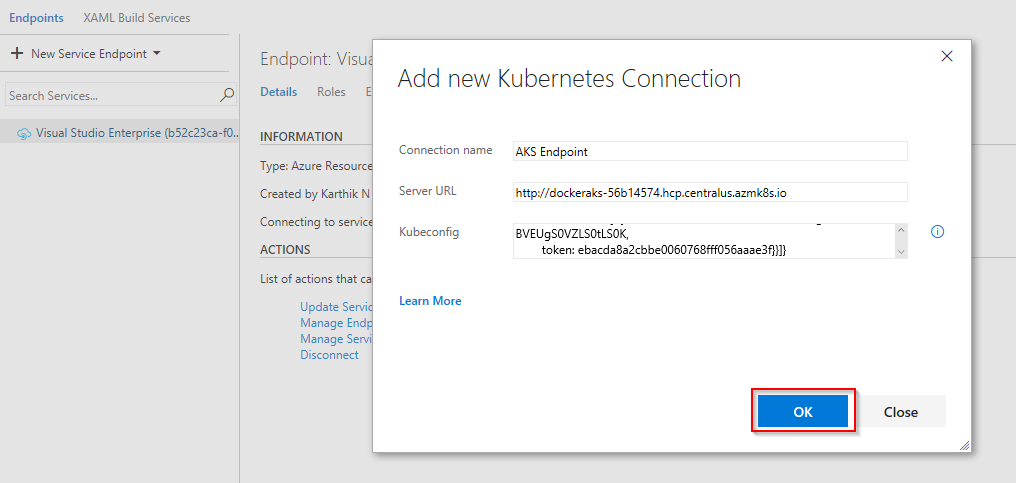 Endpoints XAML Build Services
New Service Endpoint
Search Services...
Visual Studio Enterprise (b52c23ca-f0...
Endpoint: Visua
Details Roles E
INFORMATION
Type: Azure Resource
Created by Karthik N
Connecting to service
ACTIONS
List of actions that ca
Update Servic
Manage Endp
Manage Servi
Disconnect
Add new Kubernetes Connection
Connection name AKS Endpoint
Server URL http://dockeraks-56b14574.hcp.centralus.azmk8s.io
Kubeconfig
BVEUgS0VZLS0tLS0K,
token: ebacda8a2cbbe0060768fff056aaae3f}}]}
Learn More
OK Close